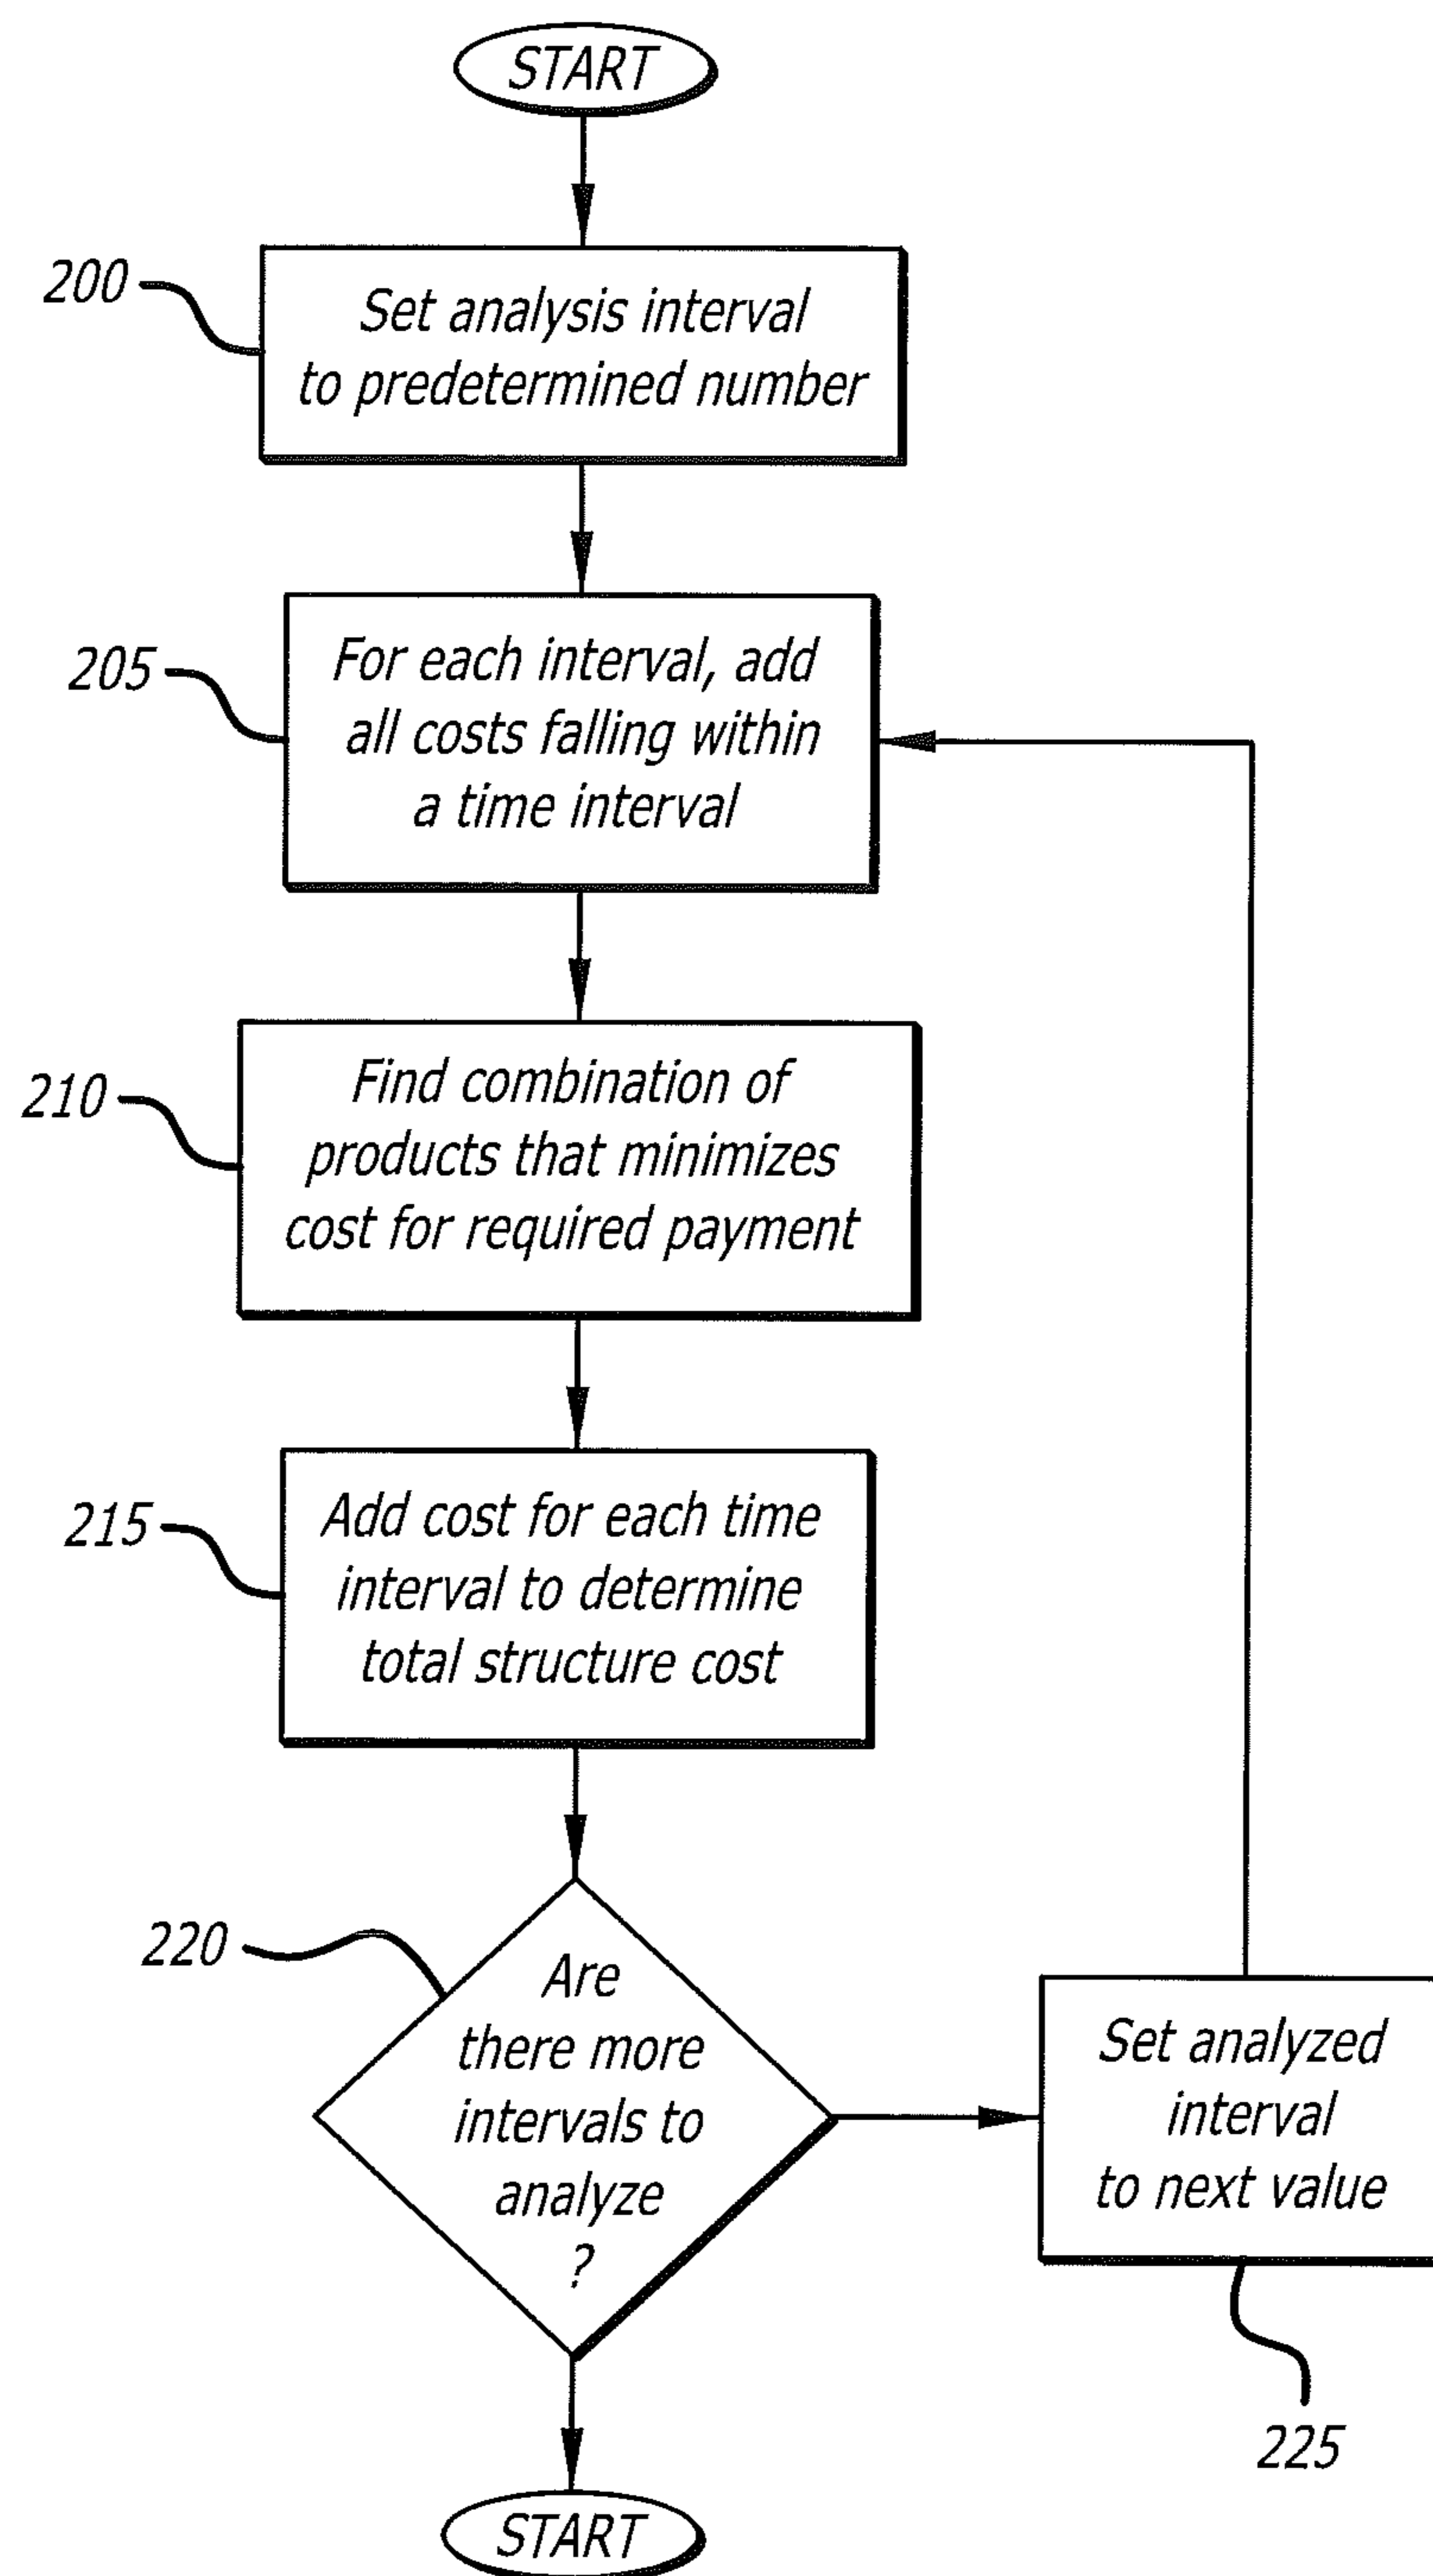 START
200
Set analysis interval
to predetermined number
205
For each interval, add
all costs falling within
a time interval
210
Find combination of
products that minimizes
cost for required payment
215
Add cost for each time
interval to determine
total structure cost
220
Are
there more
intervals to
analyze
?
Set analyzed
interval
to next value
225
START